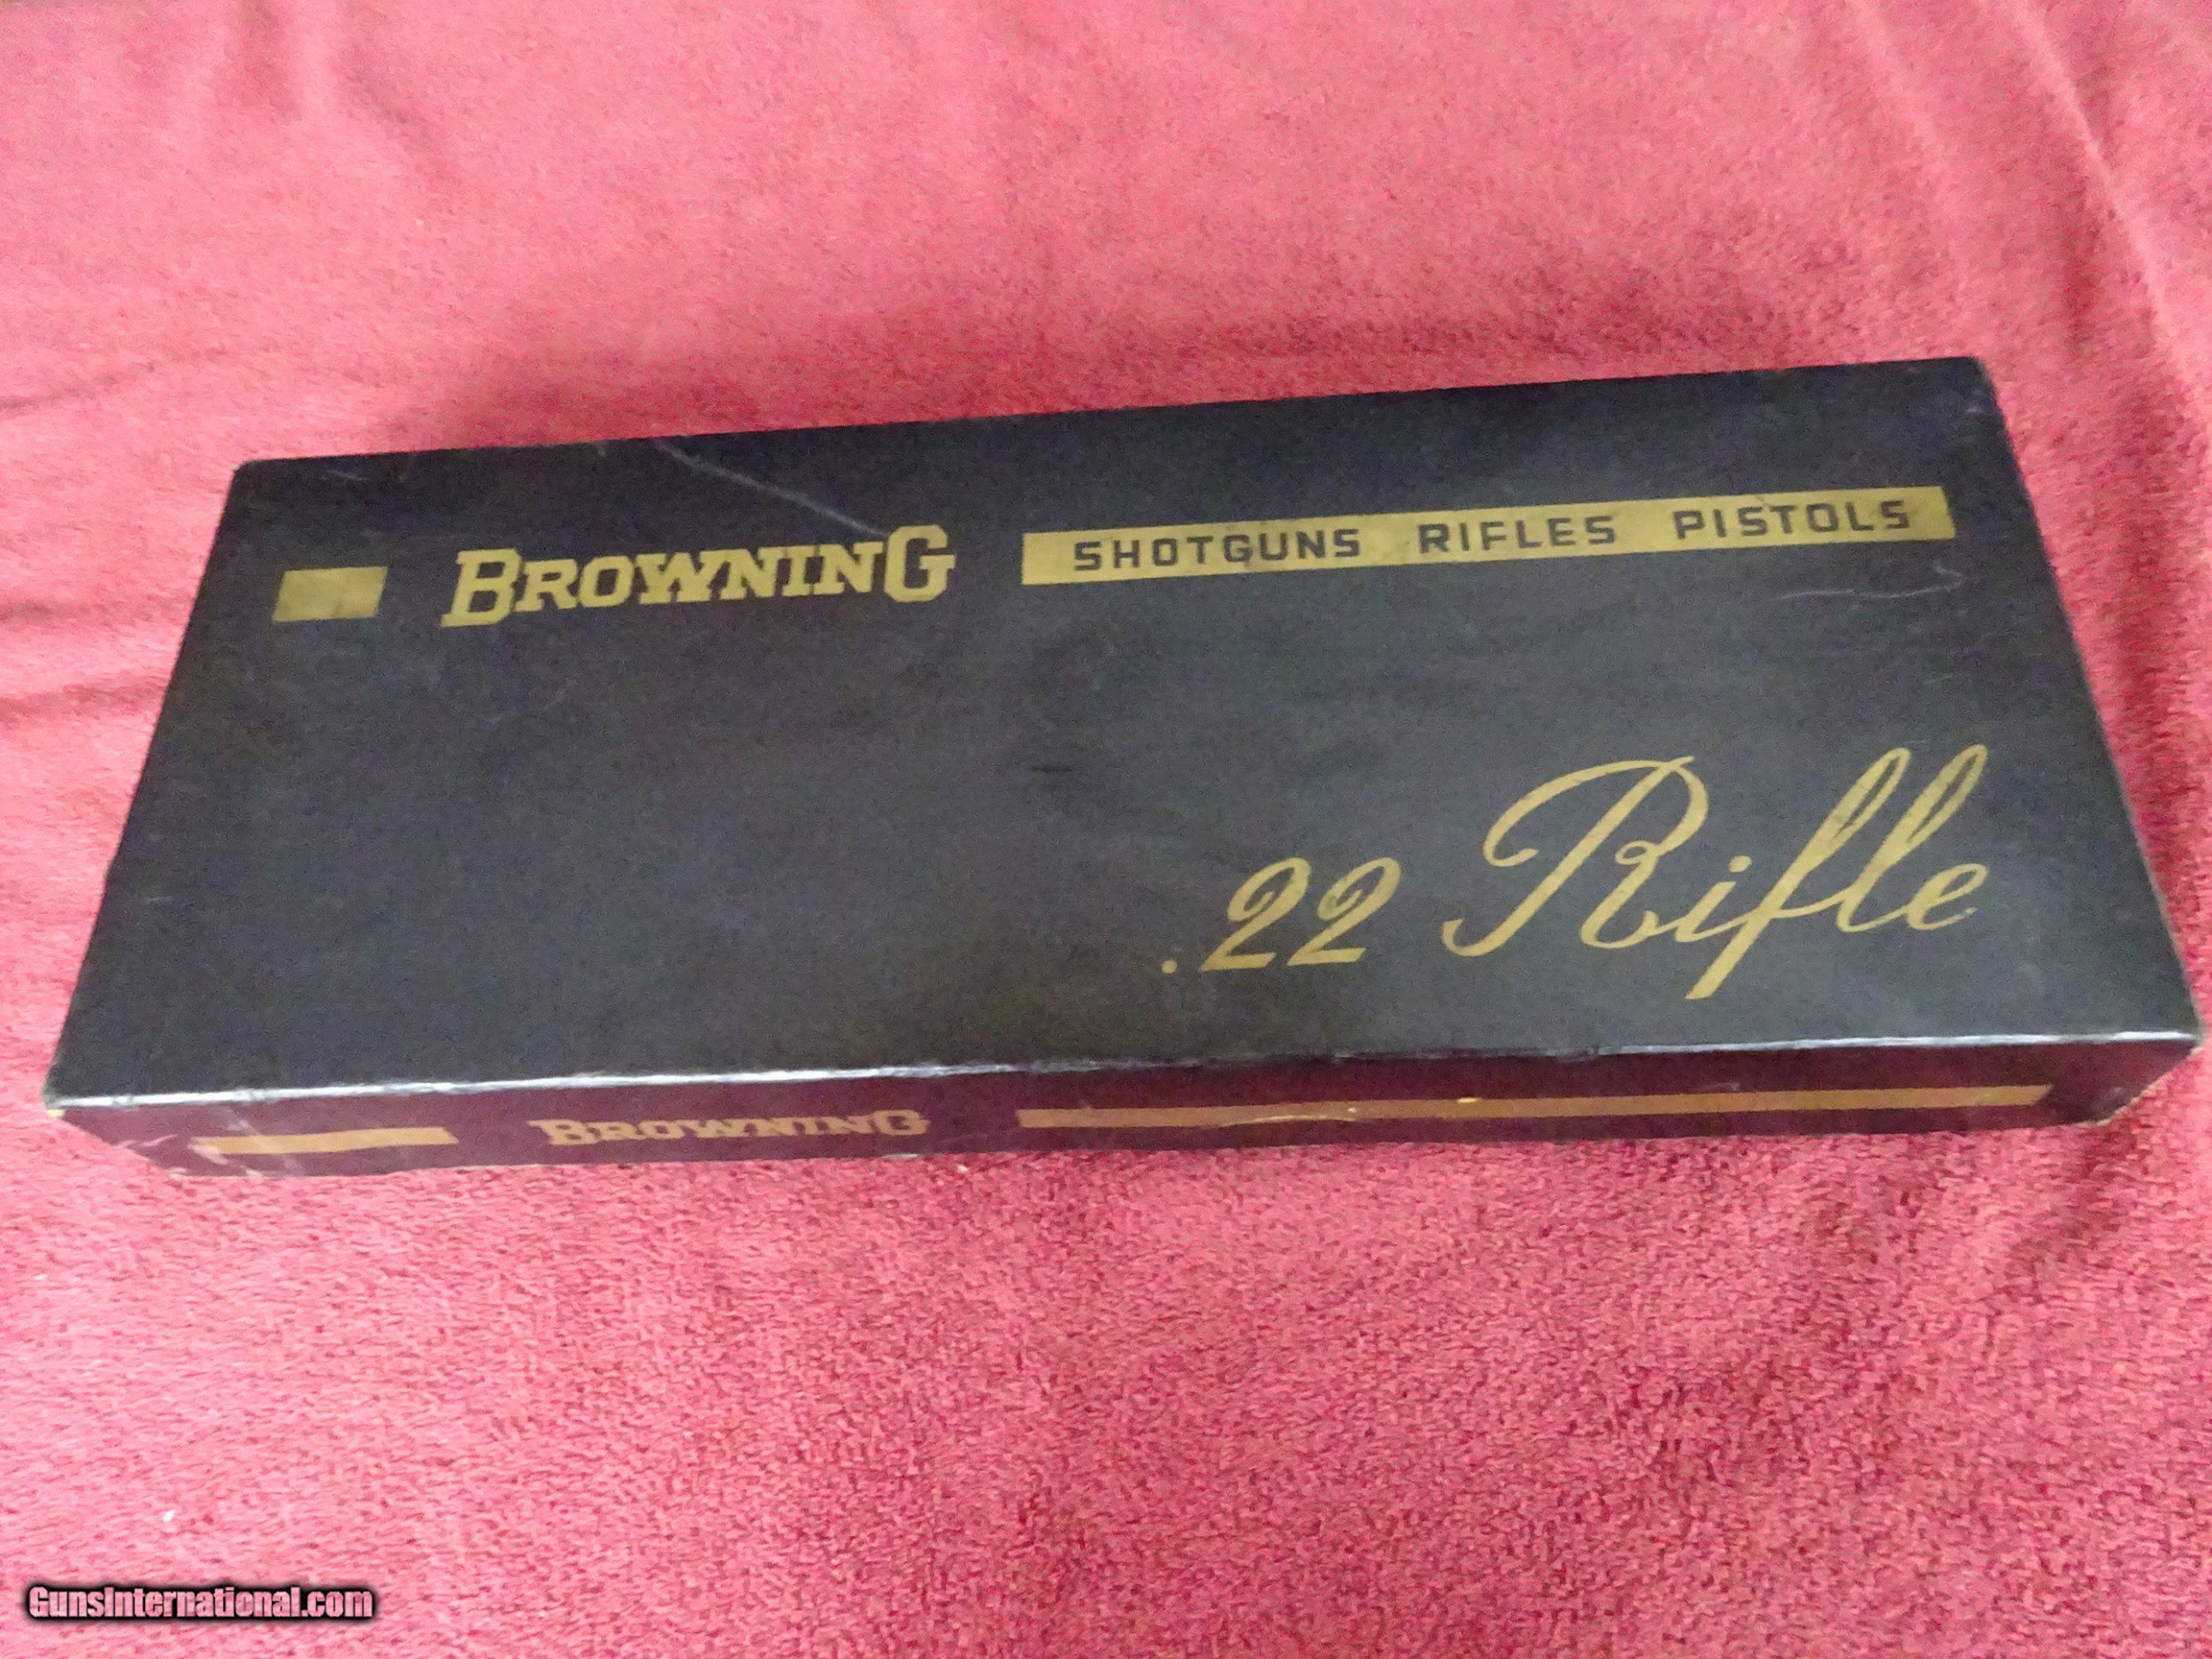 BROWNING SHOTGUNS RIFLES PISTOLS
.22 Rifle
BROWNING
GunsInternational.com